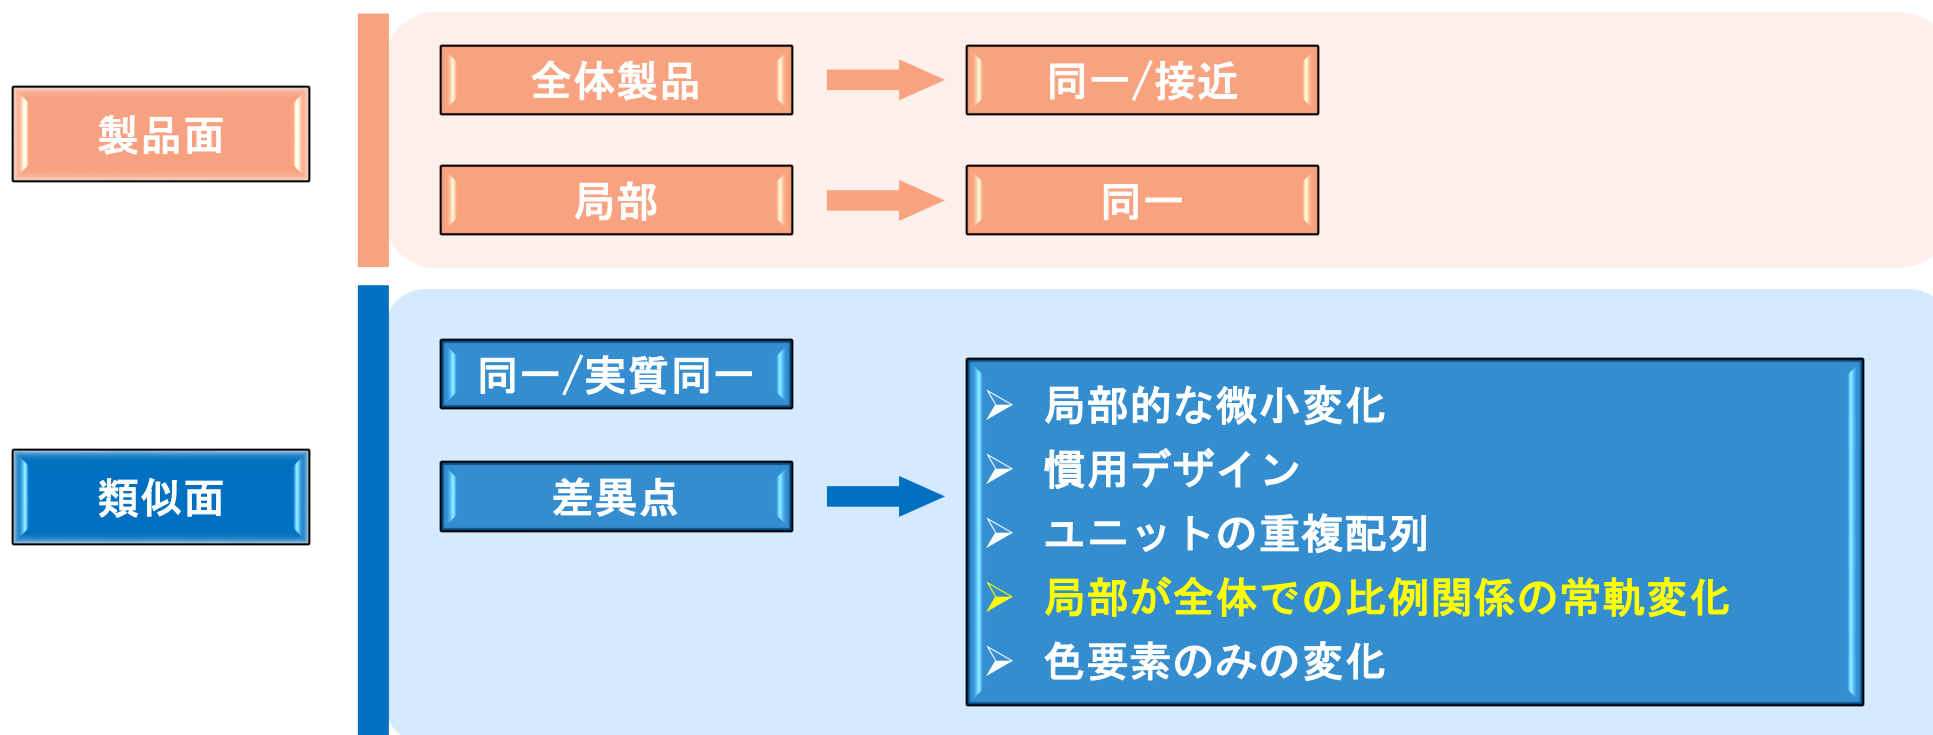 製品面
全体製品
同一/接近
局部
同一
類似面
同一/実質同一
差異点
局部的な微小変化
慣用デザイン
ユニットの重複配列
局部が全体での比例関係の常軌変化
色要素のみの変化